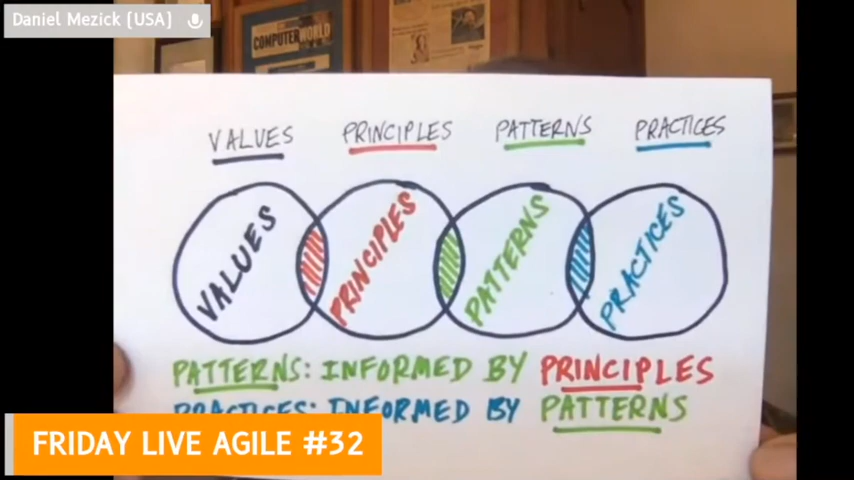 Daniel Mezick [USA]
COMPUTERWORLD
VALUES PRINCIPLES PATTERNS PRACTICES
VALUES PRINCIPLES PATTERNS PRACTICES
PATTERNS: INFORMED BY PRINCIPLES
PRACTICES: INFORMED BY PATTERNS
FRIDAY LIVE AGILE #32